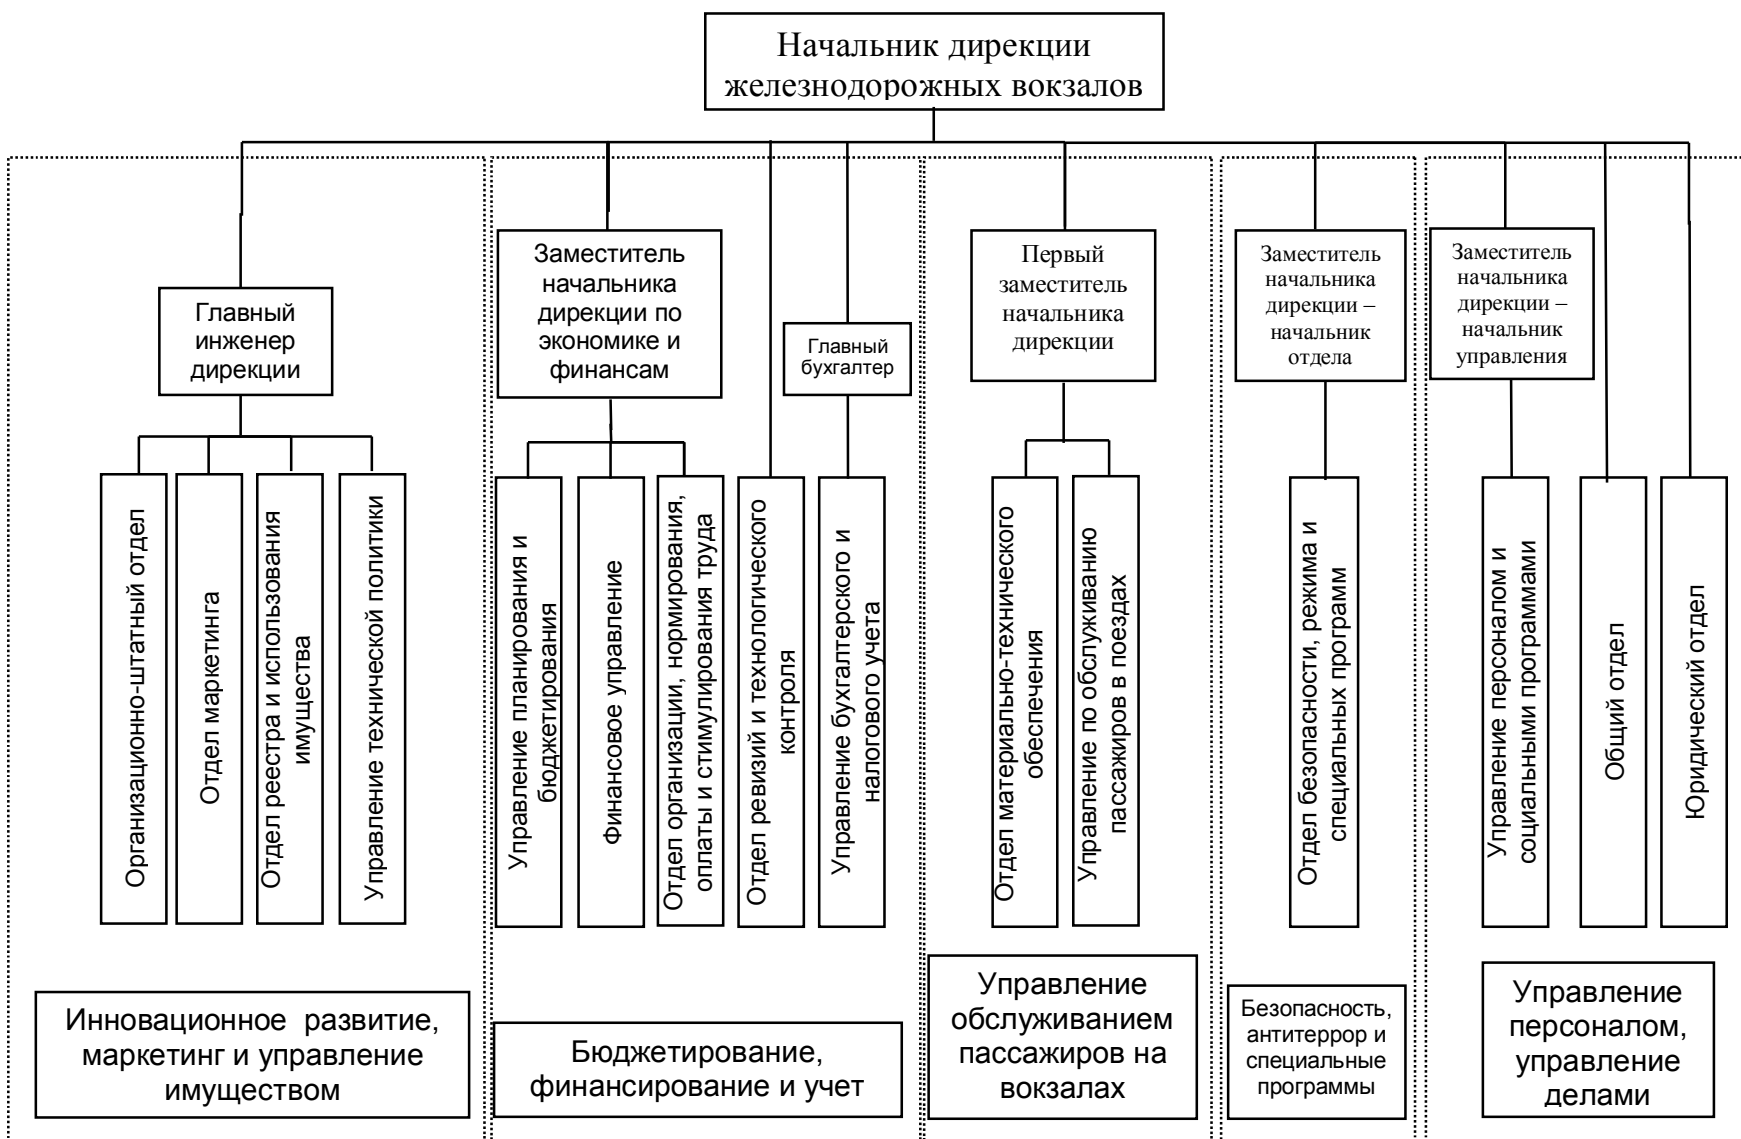 Начальник дирекции
железнодорожных вокзалов
Главный
инженер
дирекции
Заместитель
начальника
дирекции по
экономике и
финансам
Главный
бухгалтер
Первый
заместитель
начальника
дирекции
Заместитель
начальника
дирекции –
начальник
отдела
Заместитель
начальника
дирекции –
начальник
управления
Организационно-штатный отдел
Отдел маркетинга
Отдел реестра и использования
имущества
Управление технической политики
Управление планирования и
бюджетирования
Финансовое управление
Отдел организации, нормирования,
оплаты и стимулирования труда
Отдел ревизий и технологического
контроля
Управление бухгалтерского и
налогового учета
Отдел материально-технического
обеспечения
Управление по обслуживанию
пассажиров в поездах
Отдел безопасности, режима и
специальных программ
Управление персоналом и
социальными программами
Общий отдел
Юридический отдел
Инновационное развитие,
маркетинг и управление
имуществом
Бюджетирование,
финансирование и учет
Управление
обслуживанием
пассажиров на
вокзалах
Безопасность,
антитеррор и
специальные
программы
Управление
персоналом,
управление
делами